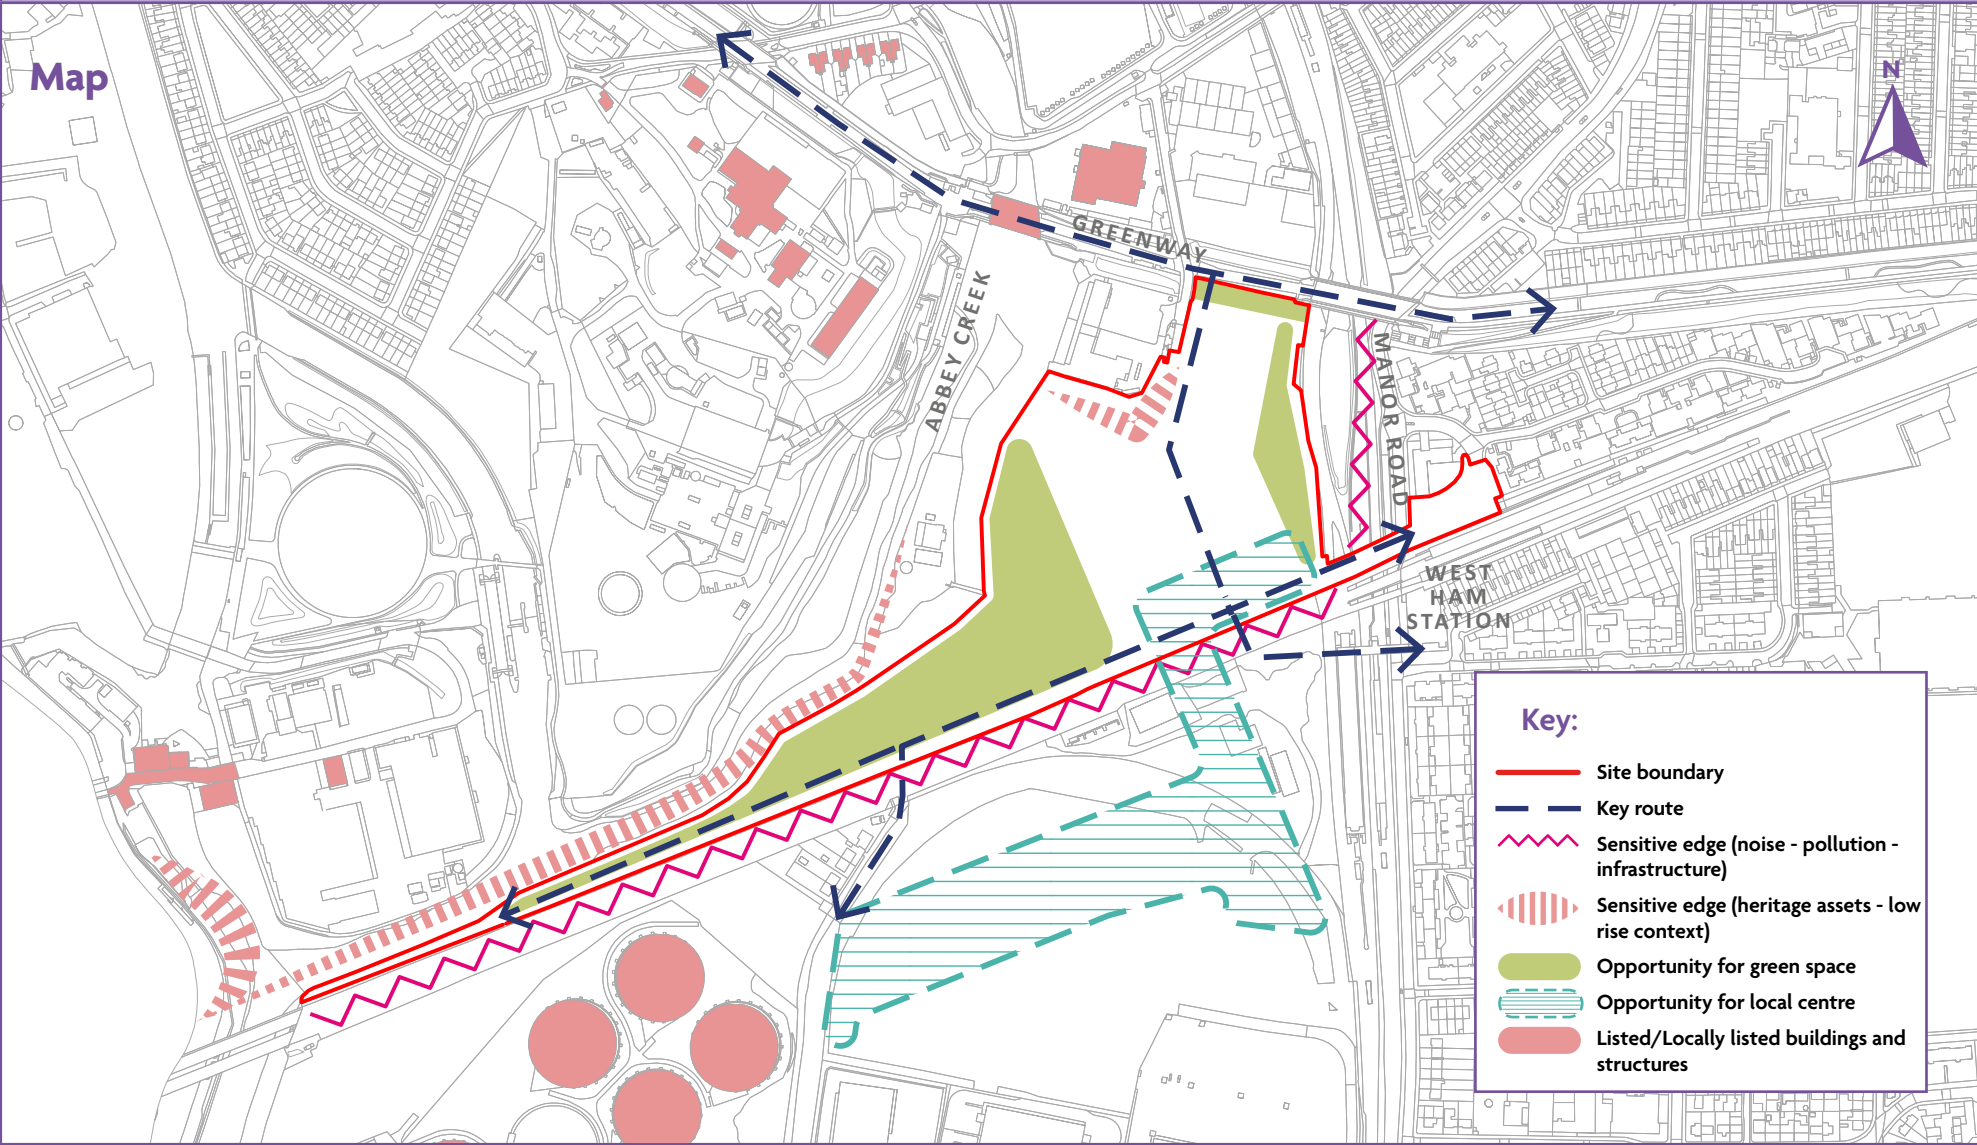 Map
N
GREENWAY
ABBEY CREEK
MANOR ROAD
WEST
HAM
STATION
Key:
Site boundary
Key route
Sensitive edge (noise - pollution -
infrastructure)
Sensitive edge (heritage assets - low
rise context)
Opportunity for green space
Opportunity for local centre
Listed/Locally listed buildings and
structures